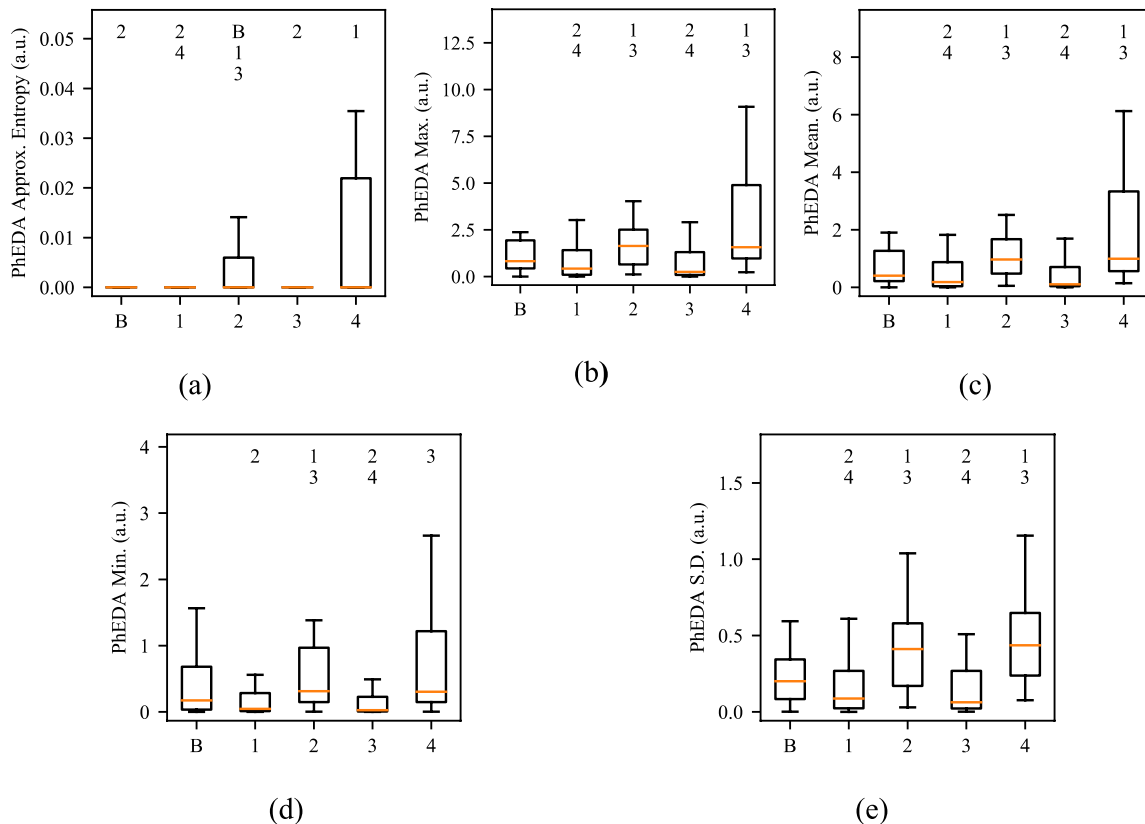 PhEDA Approx. Entropy (a.u.)
0.05
0.04
0.03
0.02
0.01
0.00
2 2 B 2 1
4 1
3
B 1 2 3 4
(a)
PhEDA Max. (a.u.)
12.5
10.0
7.5
5.0
2.5
0.0
2 1 2 1
4 3 4 3
B 1 2 3 4
(b)
PhEDA Mean. (a.u.)
8
6
4
2
0
2 1 2 1
4 3 4 3
B 1 2 3 4
(c)
PhEDA Min. (a.u.)
4
3
2
1
0
2 1 2 3
3 4
B 1 2 3 4
(d)
PhEDA S.D. (a.u.)
1.5
1.0
0.5
0.0
2 1 2 1
4 3 4 3
B 1 2 3 4
(e)